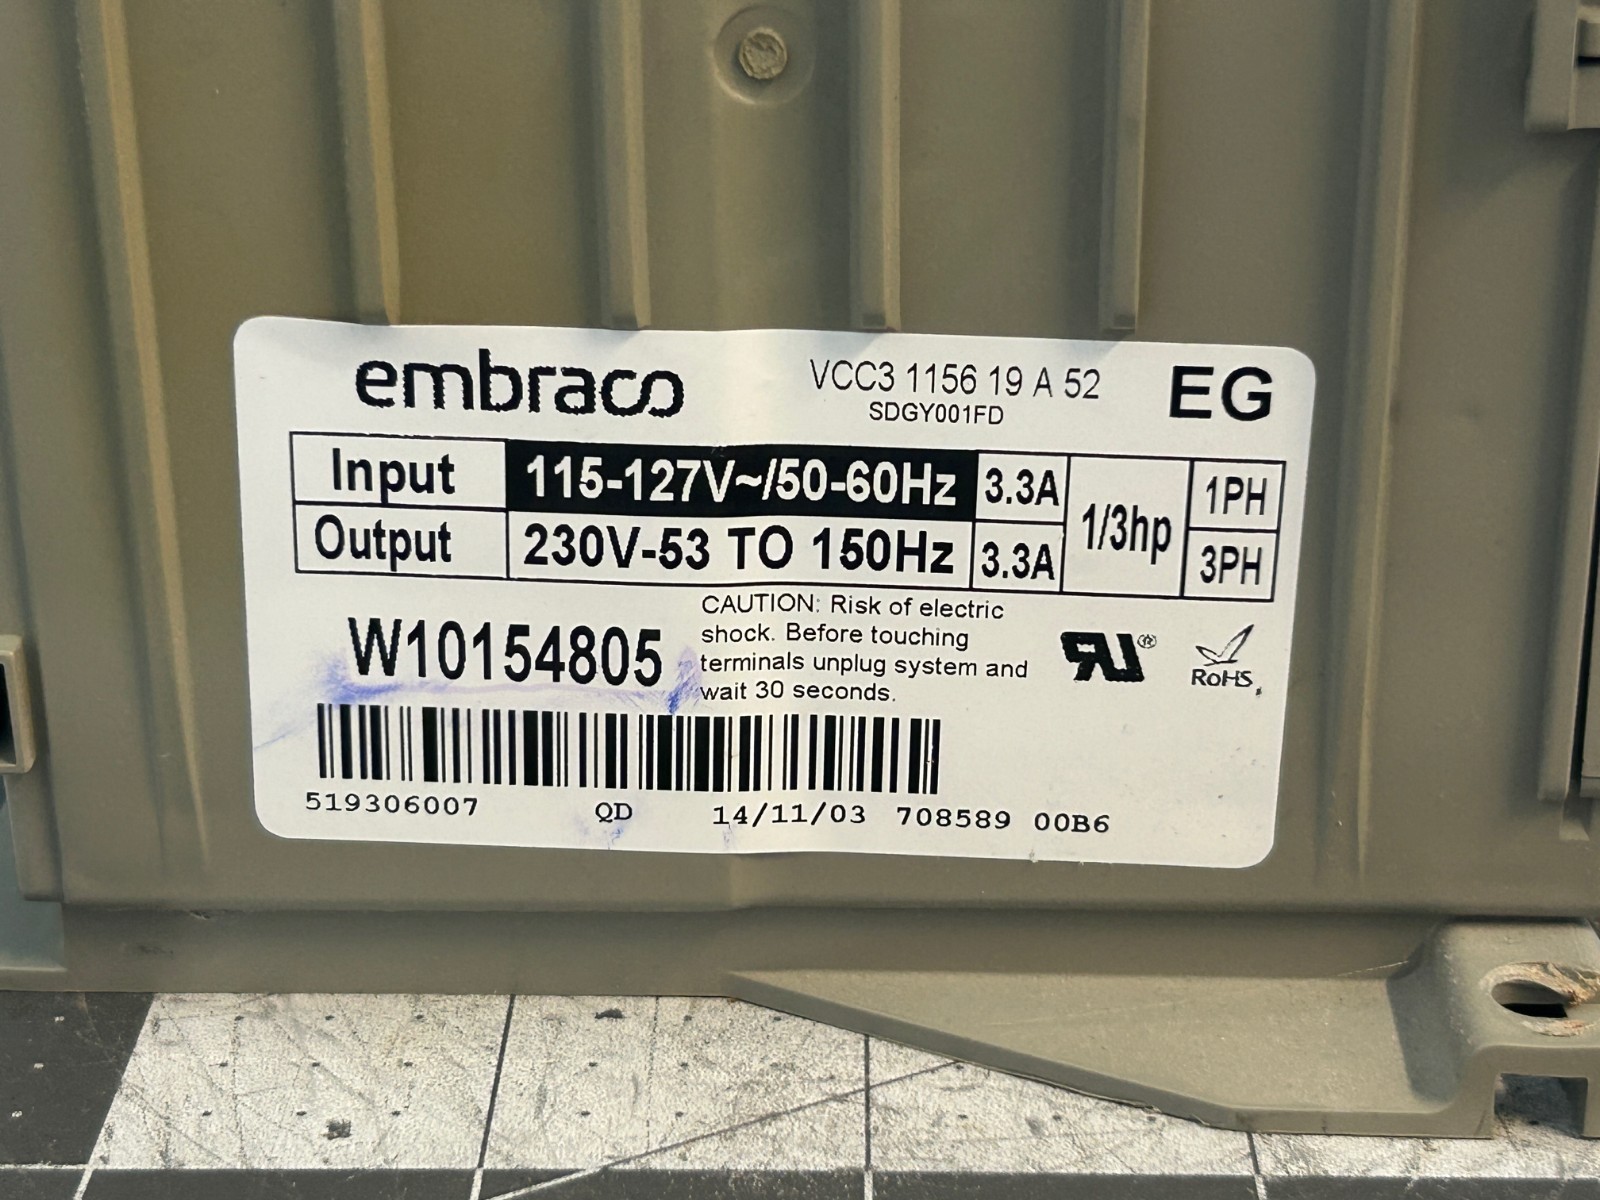 embraco VCC3 1156 19 A 52 EG
SDGY001FD
Input 115-127V~/50-60Hz 3.3A 1/3hp 1PH
Output 230V-53 TO 150Hz 3.3A 3PH
W10154805
CAUTION: Risk of electric
shock. Before touching
terminals unplug system and
wait 30 seconds.
RU®
RoHS
519306007 QD 14/11/03 708589 00B6